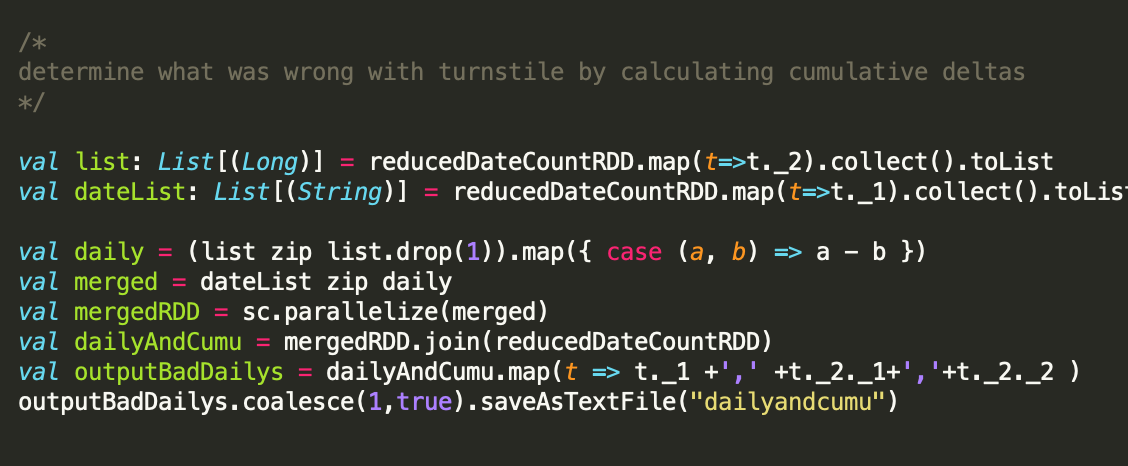 /*
determine what was wrong with turnstile by calculating cumulative deltas
*/
val list: List[(Long)] = reducedDateCountRDD.map(t=>t._2).collect().toList
val dateList: List[(String)] = reducedDateCountRDD.map(t=>t._1).collect().toLis
val daily = (list zip list.drop(1)).map({ case (a, b) => a - b })
val merged = dateList zip daily
val mergedRDD = sc.parallelize(merged)
val dailyAndCumu = mergedRDD.join(reducedDateCountRDD)
val outputBadDailys = dailyAndCumu.map(t => t._1 +',' +t._2._1+','+t._2._2 )
outputBadDailys.coalesce(1,true).saveAsTextFile("dailyandcumu")